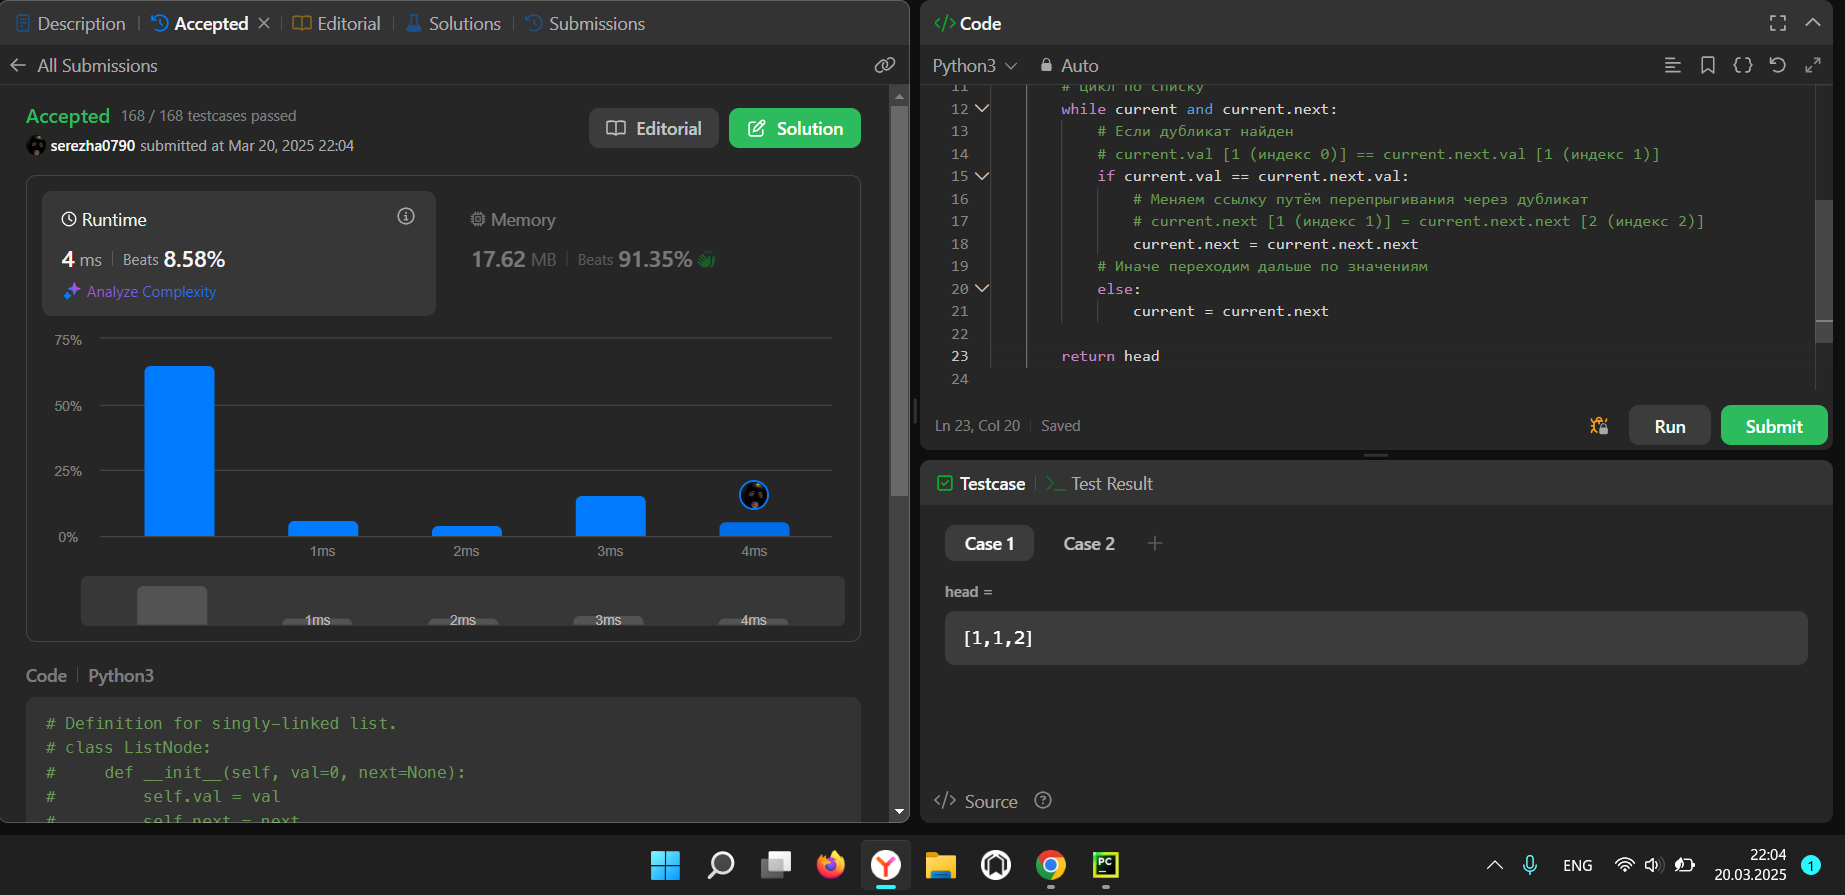 Description
Accepted
Editorial
Solutions
Submissions
All Submissions
Accepted 168 / 168 testcases passed
serezha0790 submitted at Mar 20, 2025 22:04
Editorial
Solution
Runtime
4 ms | Beats 8.58%
Analyze Complexity
Memory
17.62 MB | Beats 91.35%
75%
50%
25%
0%
1ms 2ms 3ms 4ms
1ms 2ms 3ms 4ms
Code | Python3
# Definition for singly-linked list.
# class ListNode:
#     def __init__(self, val=0, next=None):
#         self.val = val
#         self.next = next
</> Code
Python3
Auto
11 # Цикл по списку
12 while current and current.next:
13 # Если дубликат найден
14 # current.val [1 (индекс 0)] == current.next.val [1 (индекс 1)]
15 if current.val == current.next.val:
16 # Меняем ссылку путём перепрыгивания через дубликат
17 # current.next [1 (индекс 1)] = current.next.next [2 (индекс 2)]
18 current.next = current.next.next
19 # Иначе переходим дальше по значениям
20 else:
21 current = current.next
22
23 return head
24
Ln 23, Col 20 | Saved
Run
Submit
Testcase
>_ Test Result
Case 1
Case 2
+
head =
[1,1,2]
</> Source
PC
ENG
22:04
20.03.2025
1